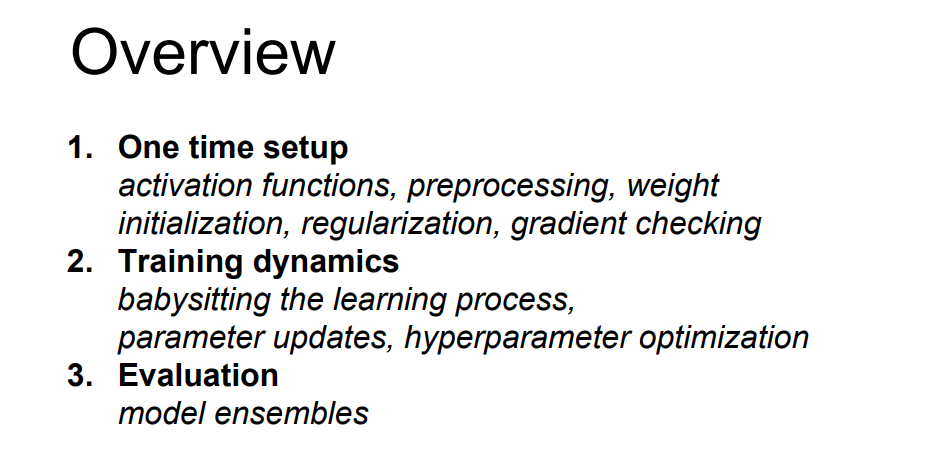 Overview
1. One time setup
activation functions, preprocessing, weight
initialization, regularization, gradient checking
2. Training dynamics
babysitting the learning process,
parameter updates, hyperparameter optimization
3. Evaluation
model ensembles